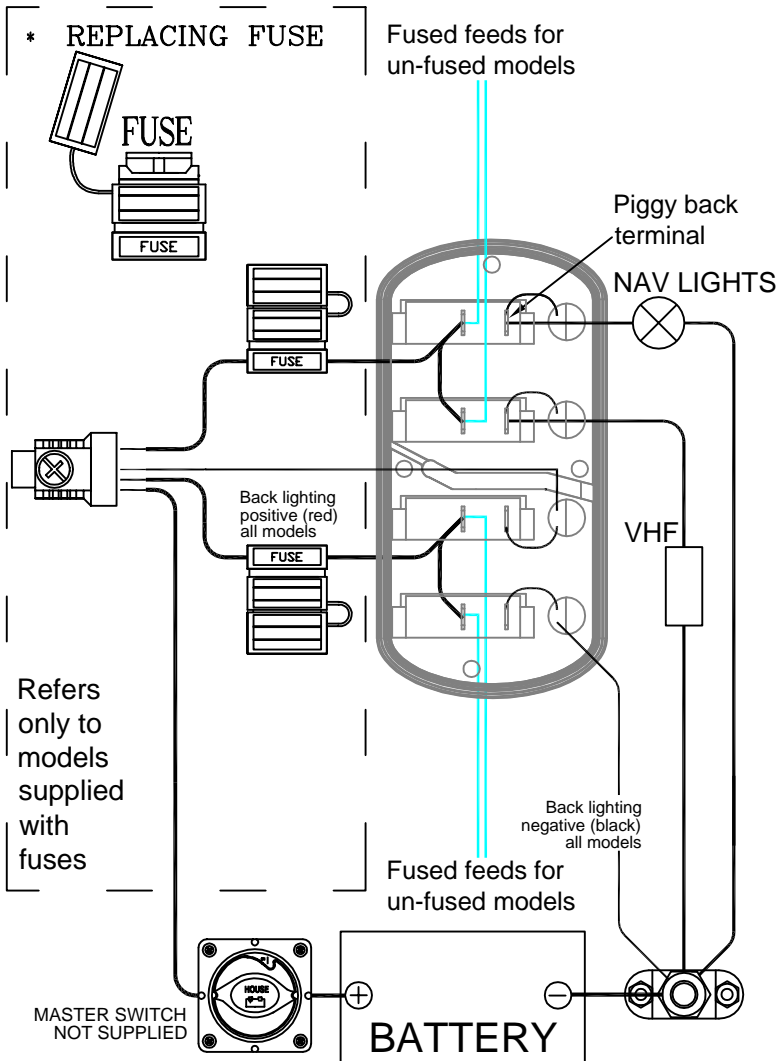 * REPLACING FUSE
FUSE
FUSE
Fused feeds for
un-fused models
Piggy back
terminal
NAV LIGHTS
FUSE
Back lighting
positive (red)
all models
FUSE
VHF
Refers
only to
models
supplied
with
fuses
Back lighting
negative (black)
all models
Fused feeds for
un-fused models
HOUSE
MASTER SWITCH
NOT SUPPLIED
+
−
BATTERY